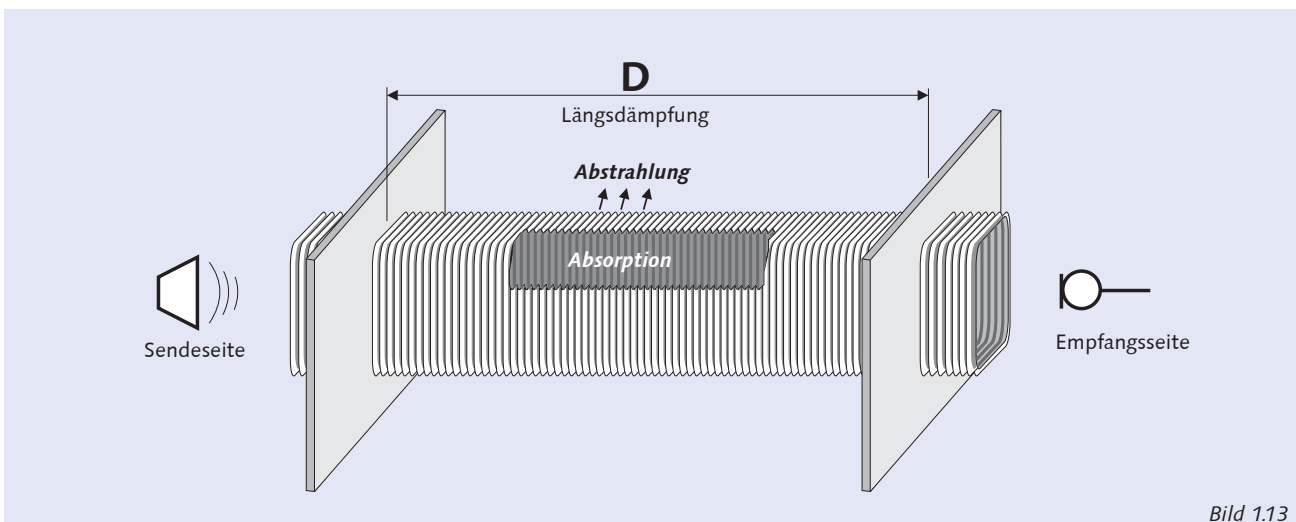 D
Längsdämpfung
Abstrahlung
Absorption
Sendeseite
Empfangsseite
Bild 1.13